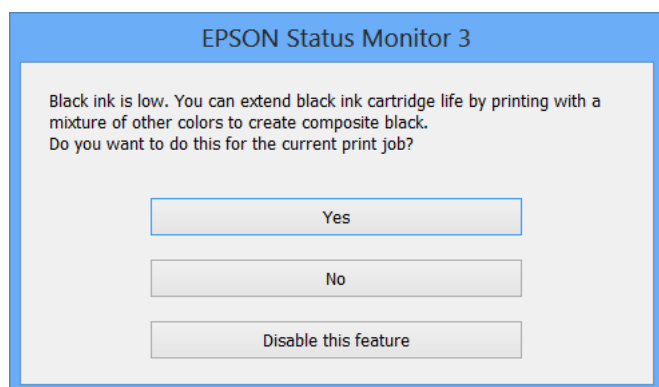 EPSON Status Monitor 3
Black ink is low. You can extend black ink cartridge life by printing with a
mixture of other colors to create composite black.
Do you want to do this for the current print job?
Yes
No
Disable this feature